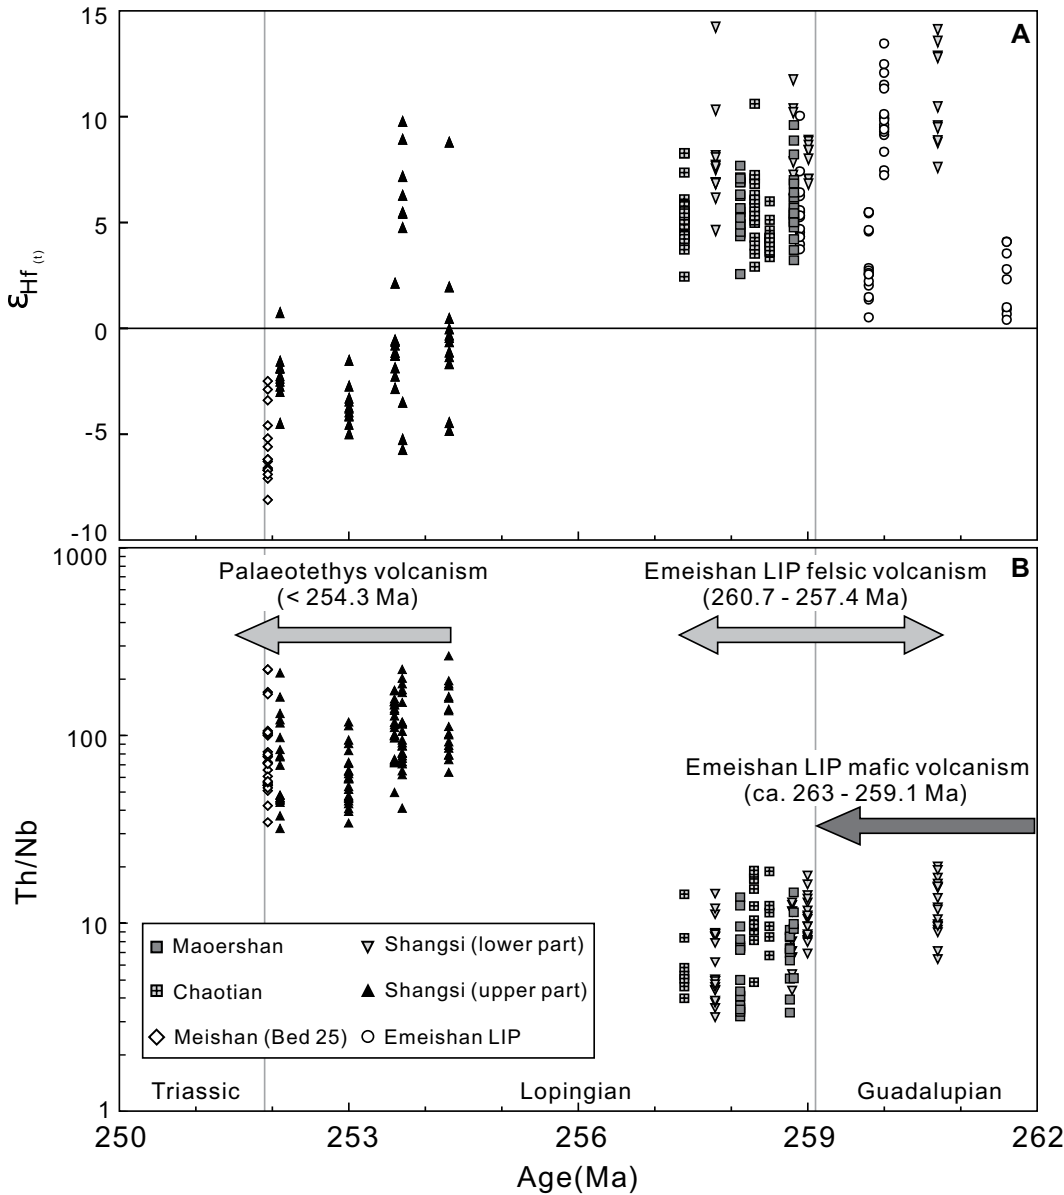 15
A
10
5
0
-5
-10
εHf (t)
1000
B
Palaeotethys volcanism
(< 254.3 Ma)
Emeishan LIP felsic volcanism
(260.7 - 257.4 Ma)
100
Emeishan LIP mafic volcanism
(ca. 263 - 259.1 Ma)
Th/Nb
10
Maoershan
Shangsi (lower part)
Chaotian
Shangsi (upper part)
Meishan (Bed 25)
Emeishan LIP
Triassic
Lopingian
Guadalupian
1
250
253
256
259
262
Age(Ma)